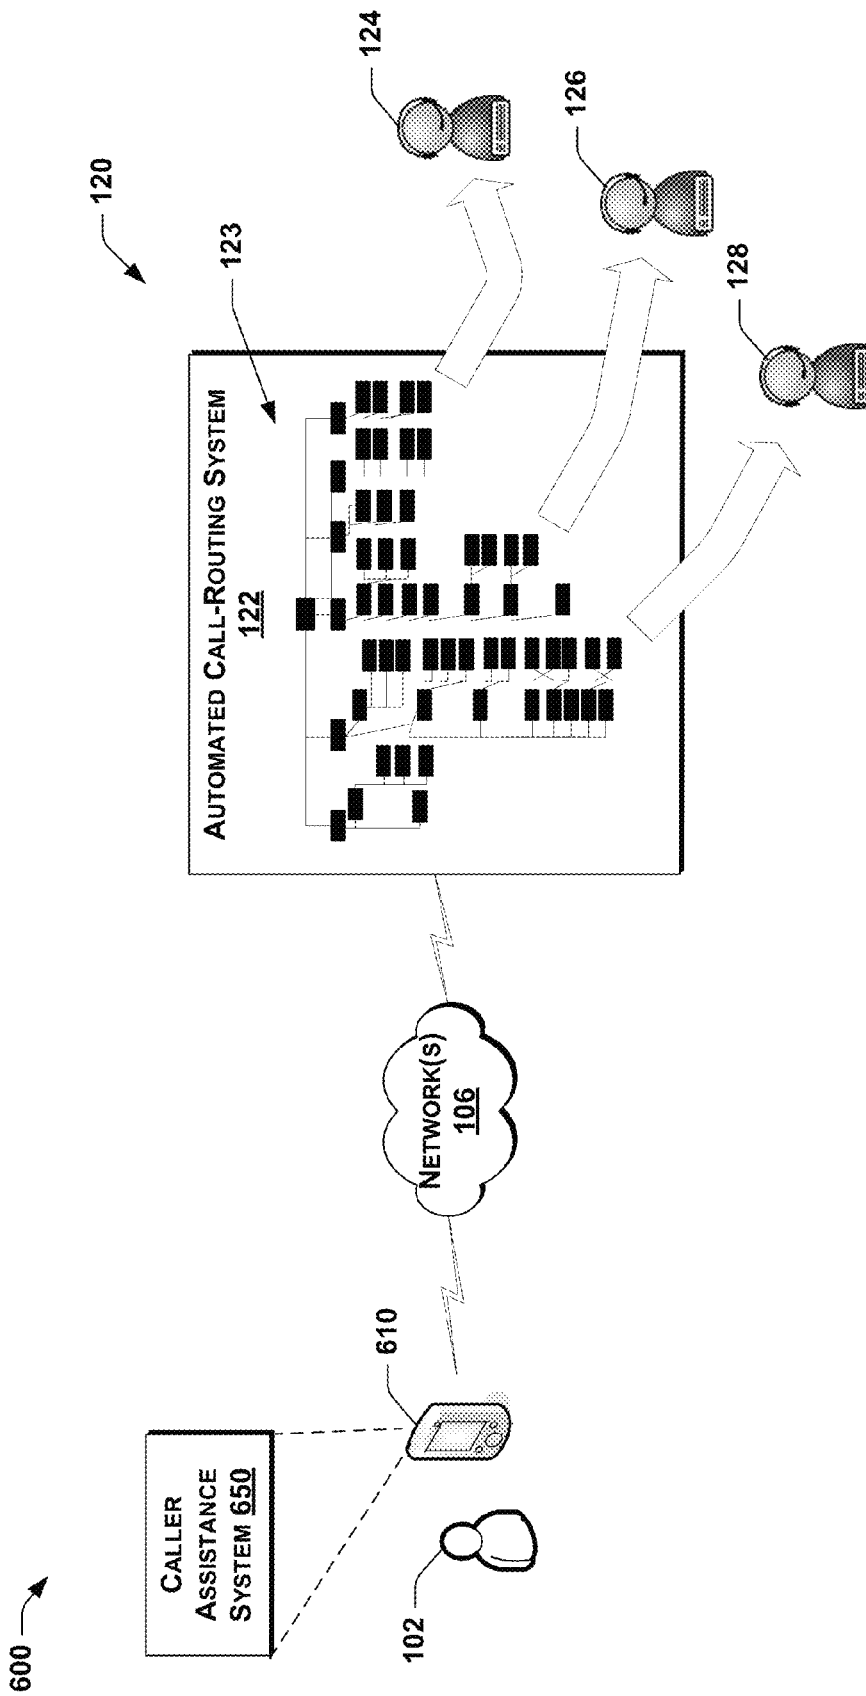 600
CALLER
ASSISTANCE
SYSTEM 650
102
610
NETWORK(S)
106
120
AUTOMATED CALL-ROUTING SYSTEM
122
123
124
126
128